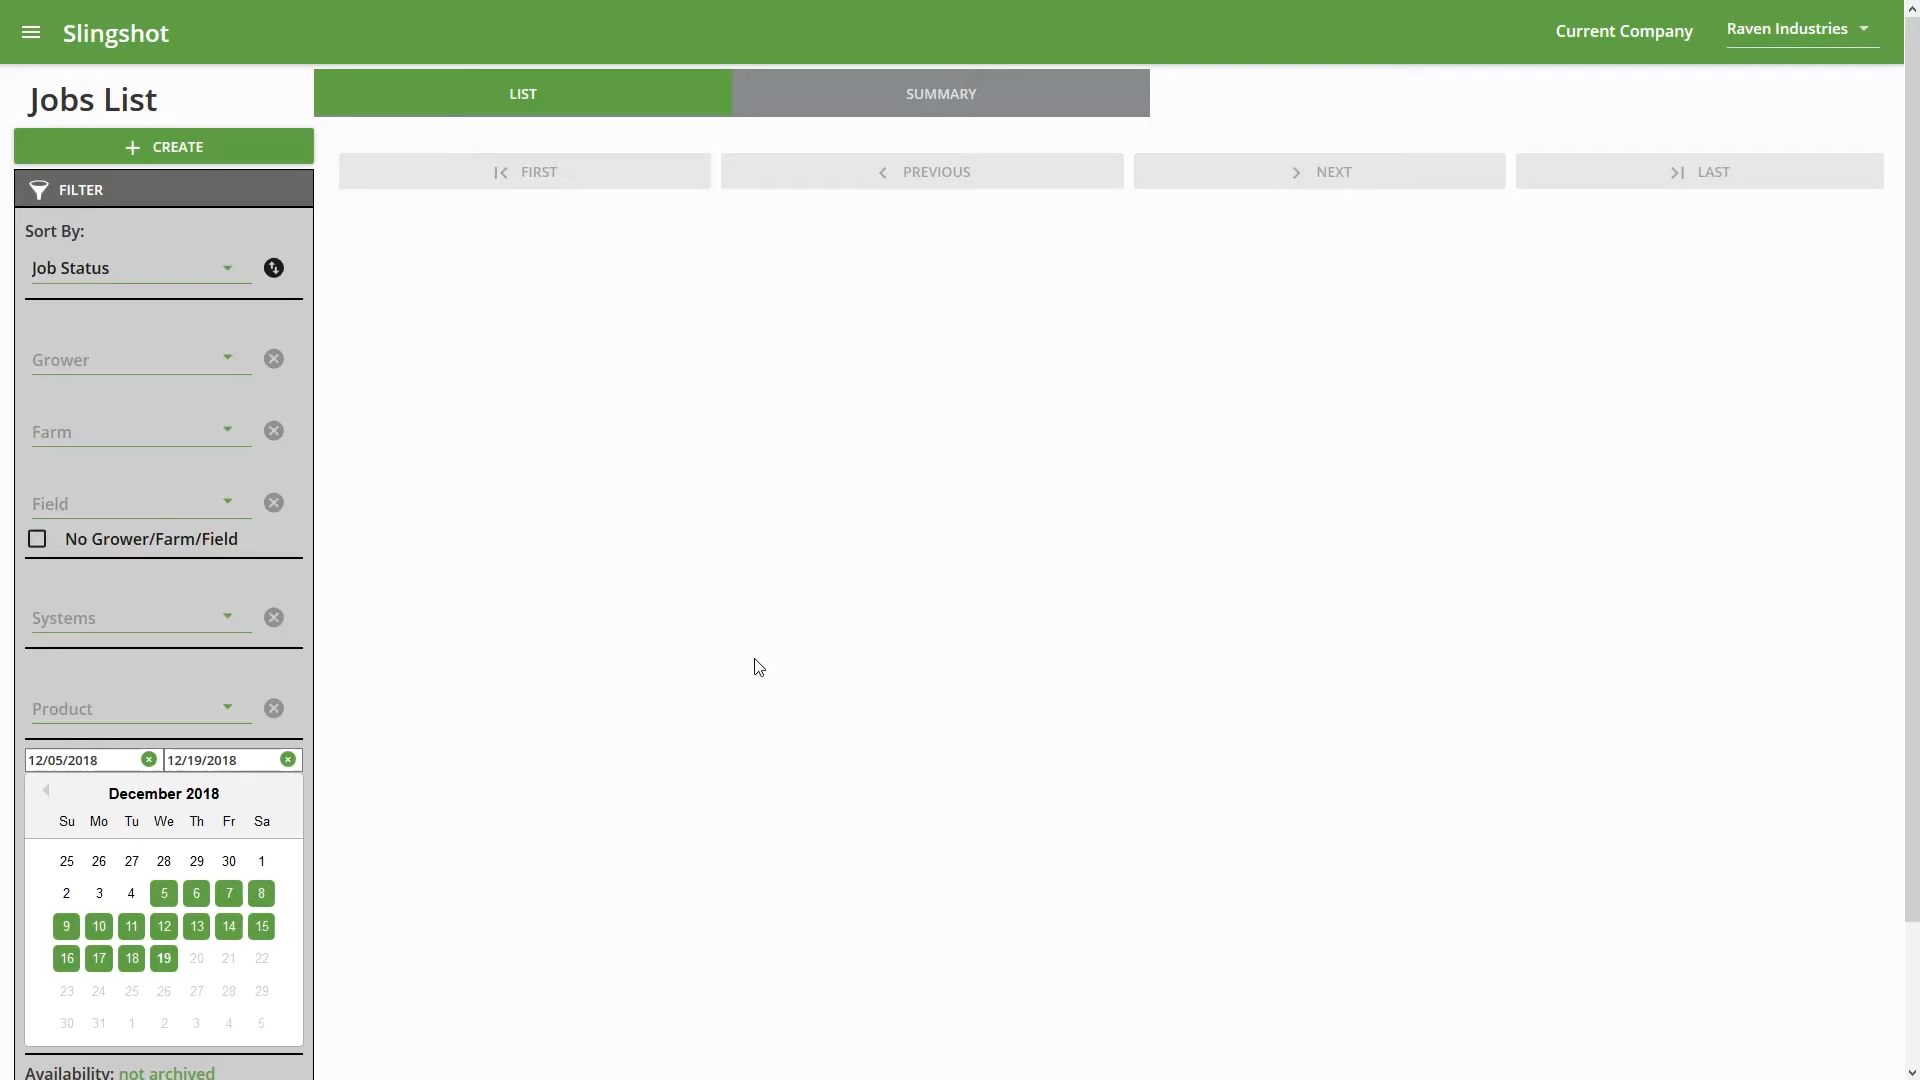 Slingshot
Current Company
Raven Industries
Jobs List
LIST
SUMMARY
CREATE
FIRST
PREVIOUS
NEXT
LAST
FILTER
Sort By:
Job Status
Grower
Farm
Field
No Grower/Farm/Field
Systems
Product
12/05/2018 12/19/2018
December 2018
Su Mo Tu We Th Fr Sa
25 26 27 28 29 30 1
2 3 4 5 6 7 8
9 10 11 12 13 14 15
16 17 18 19 20 21 22
23 24 25 26 27 28 29
30 31 1 2 3 4 5
Availability: not archived